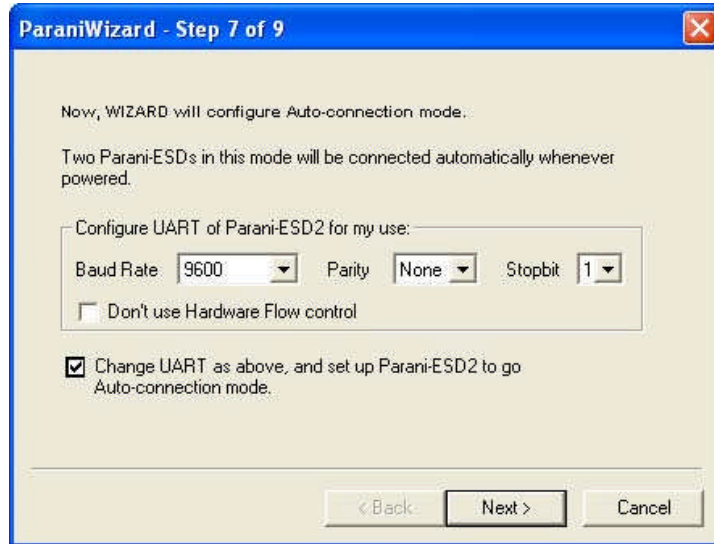 ParaniWizard - Step 7 of 9
Now, WIZARD will configure Auto-connection mode.
Two Parani-ESDs in this mode will be connected automatically whenever
powered.
Configure UART of Parani-ESD2 for my use:
Baud Rate 9600 Parity None Stopbit 1
Don't use Hardware Flow control
Change UART as above, and set up Parani-ESD2 to go
Auto-connection mode.
< Back Next > Cancel